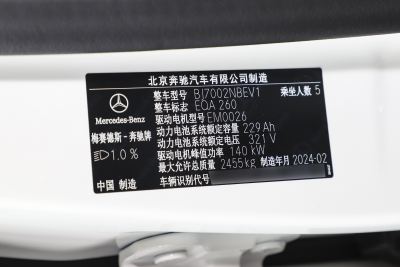 北京奔驰汽车有限公司制造
整车型号 BJ7002NBEV1 乘坐人数 5
整车标志 EQA 260
驱动电机型号 EM0026
Mercedes-Benz
动力电池系统额定容量 229Ah
梅赛德斯-奔驰牌
动力电池系统额定电压 321V
1.0%
驱动电机峰值功率 140 kW
最大允许总质量 2455kg 制造年月 2024-02
中国 制造
车辆识别代号